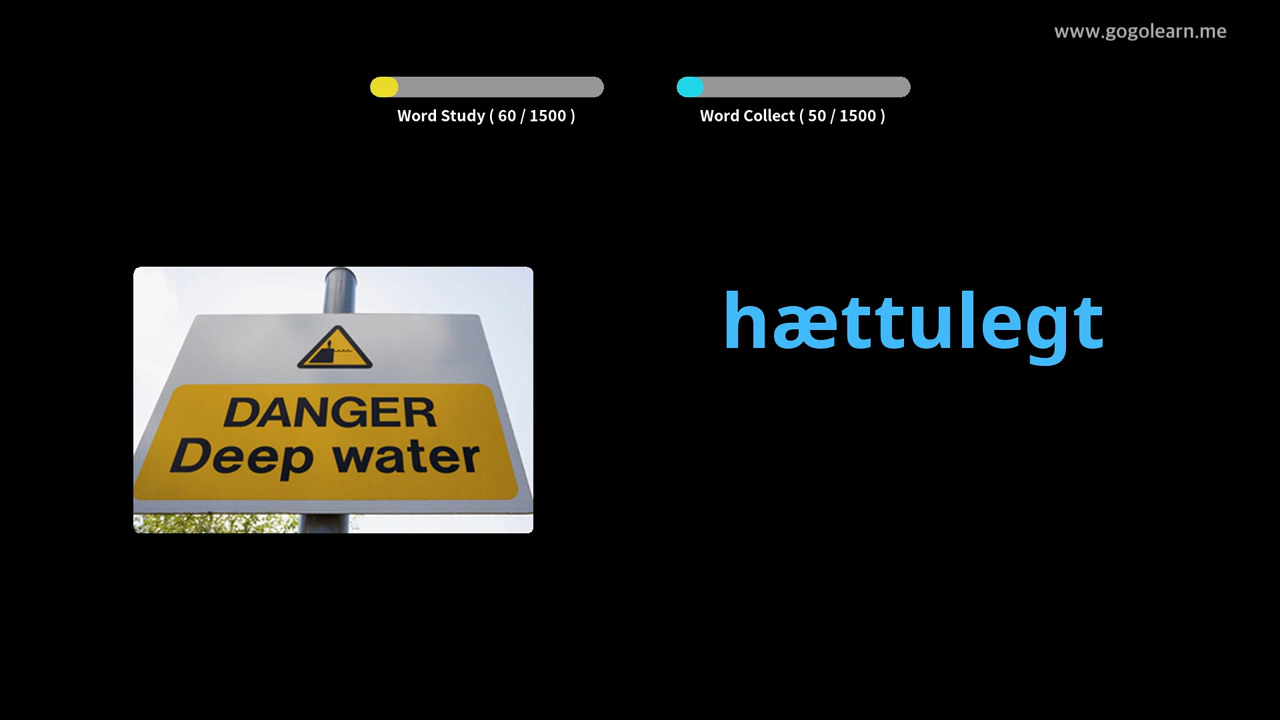 www.gogolearn.me
Word Study ( 60 / 1500 )
Word Collect ( 50 / 1500 )
hættulegt
DANGER
Deep water